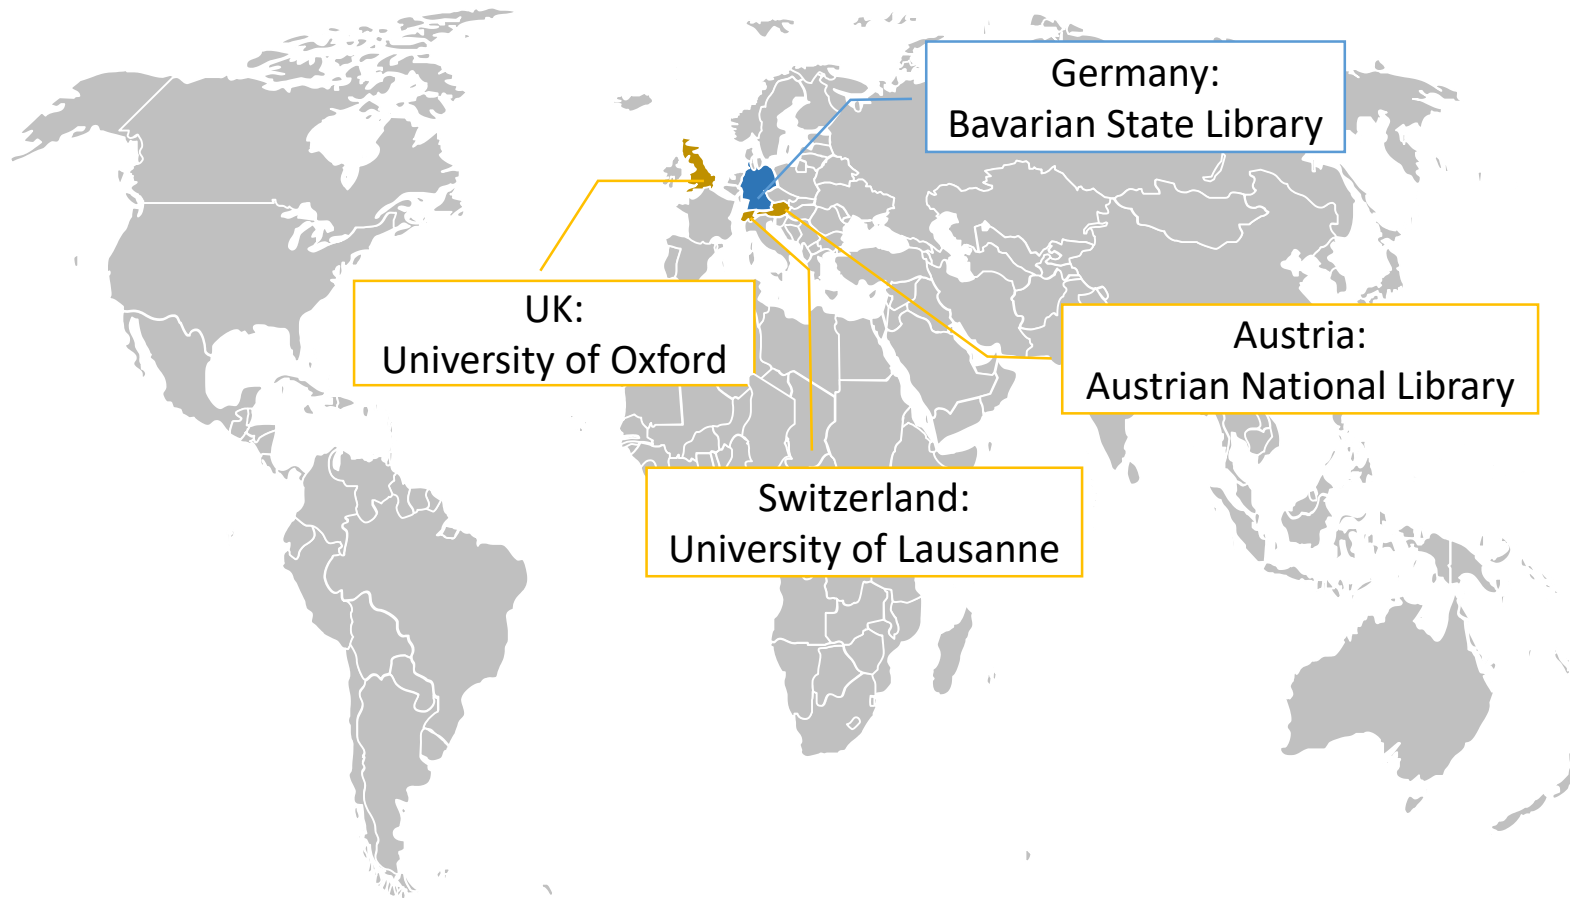 Germany:
Bavarian State Library
UK:
University of Oxford
Austria:
Austrian National Library
Switzerland:
University of Lausanne